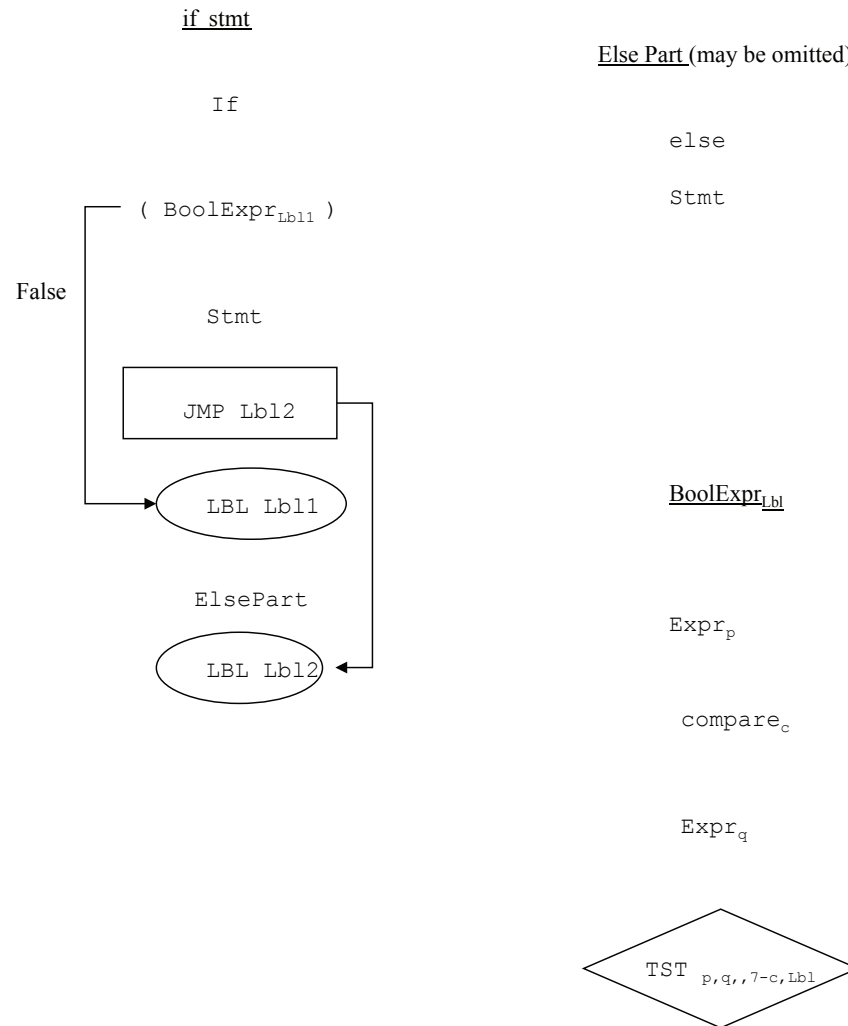 if stmt
If
( BoolExprLbl1 )
False
Stmt
JMP Lbl2
LBL Lbl1
ElsePart
LBL Lbl2
Else Part (may be omitted)
else
Stmt
BoolExprLbl
Exprp
comparec
Exprq
TST p,q,,7-c,Lbl